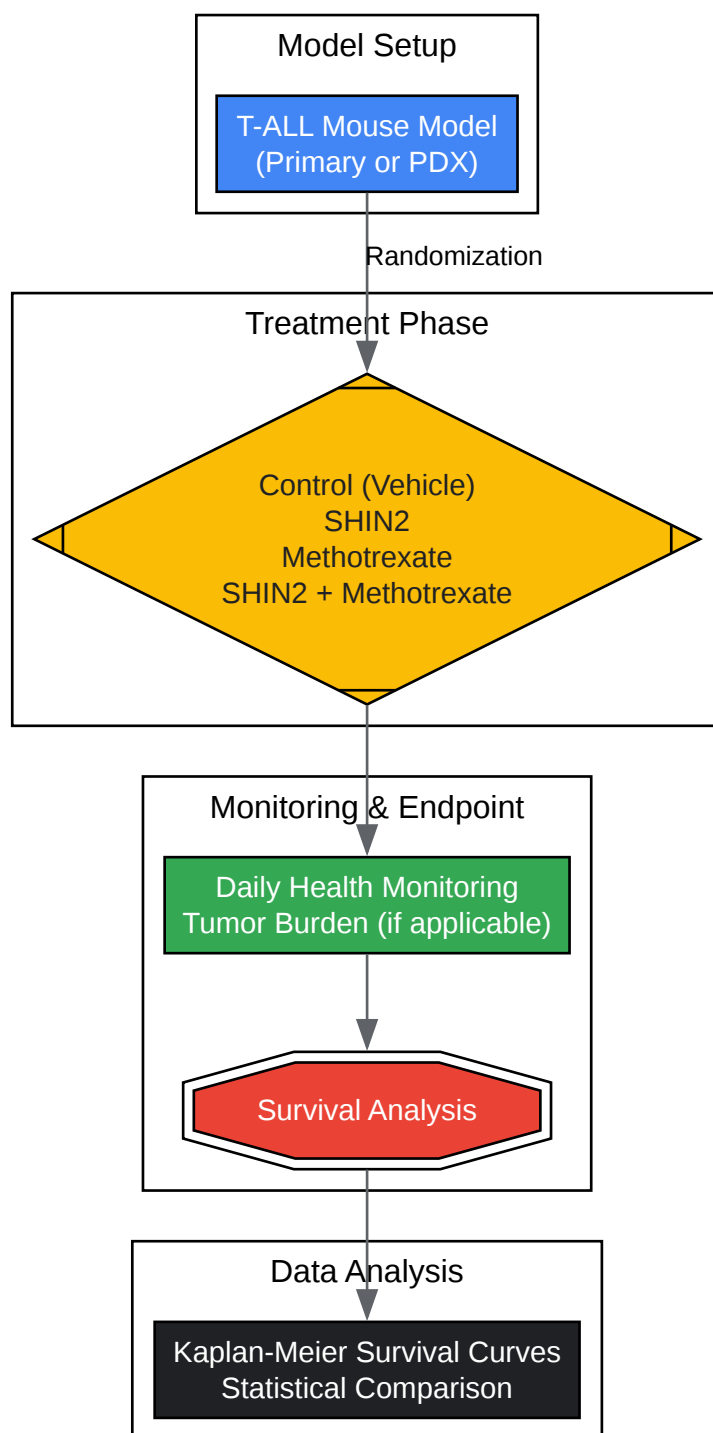 Model Setup
T-ALL Mouse Model
(Primary or PDX)
Randomization
Treatment Phase
Control (Vehicle)
SHIN2
Methotrexate
SHIN2 + Methotrexate
Monitoring & Endpoint
Daily Health Monitoring
Tumor Burden (if applicable)
Survival Analysis
Data Analysis
Kaplan-Meier Survival Curves
Statistical Comparison